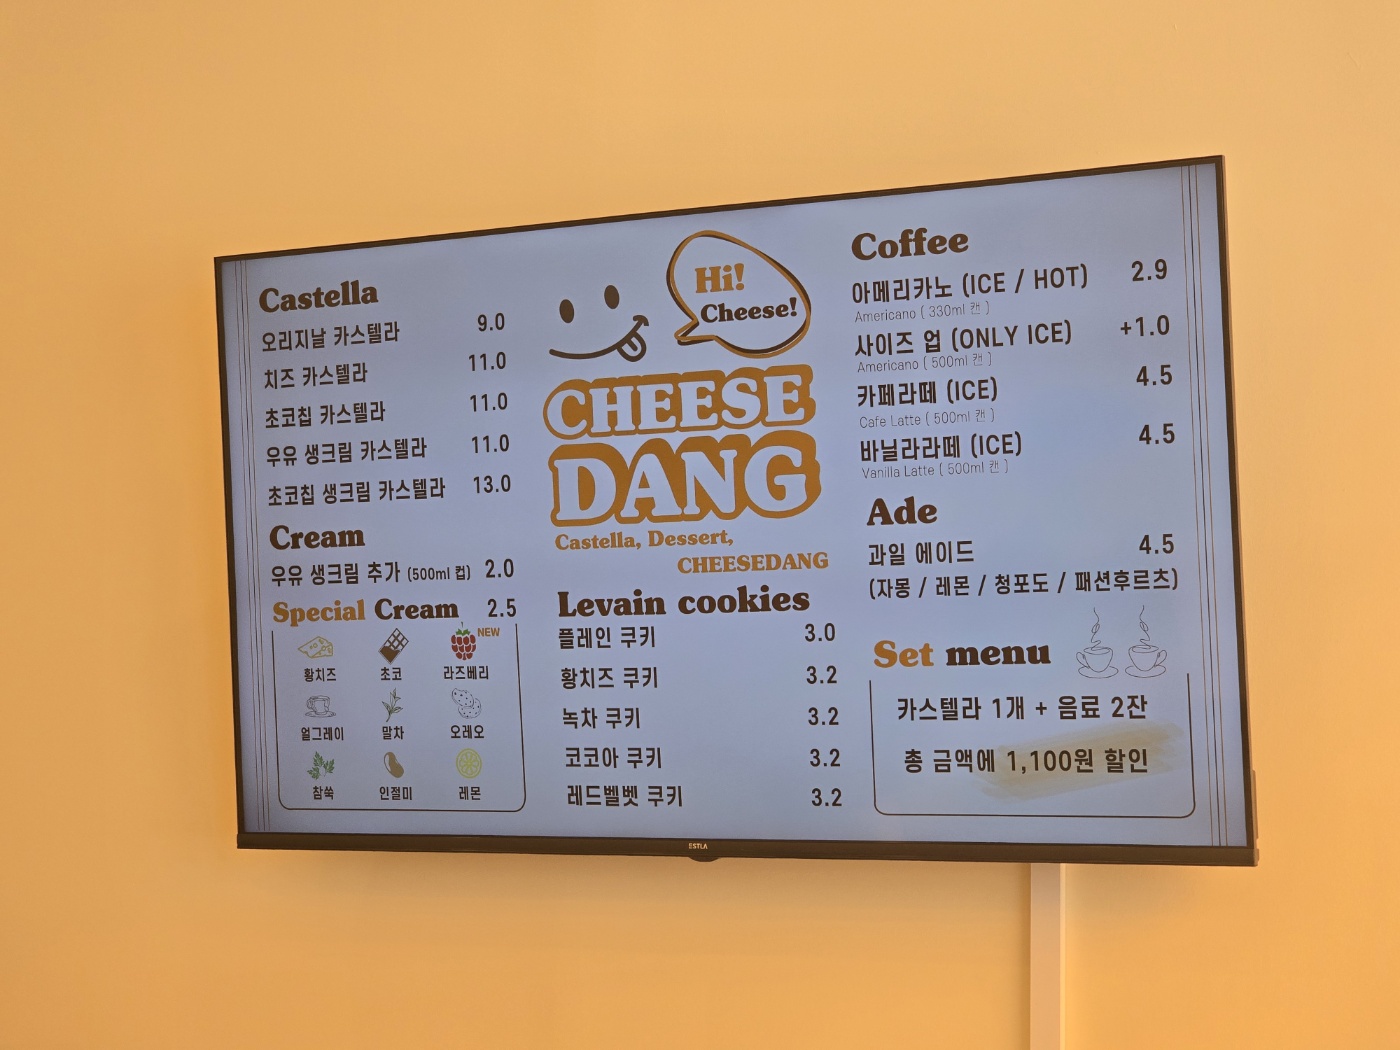 Castella
오리지날 카스텔라 9.0
치즈 카스텔라 11.0
초코칩 카스텔라 11.0
우유 생크림 카스텔라 11.0
초코칩 생크림 카스텔라 13.0
Cream
우유 생크림 추가 (500ml 컵) 2.0
Special Cream 2.5
NEW
황치즈 초코 라즈베리
얼그레이 말차 오레오
참쑥 인절미 레몬
Hi!
Cheese!
CHEESE
DANG
Castella, Dessert,
CHEESEDANG
Levain cookies
플레인 쿠키 3.0
황치즈 쿠키 3.2
녹차 쿠키 3.2
코코아 쿠키 3.2
레드벨벳 쿠키 3.2
Coffee
아메리카노 (ICE / HOT) 2.9
Americano ( 330ml 캔 )
사이즈 업 (ONLY ICE) +1.0
Americano ( 500ml 캔 )
카페라떼 (ICE) 4.5
Cafe Latte ( 500ml 캔 )
바닐라라떼 (ICE) 4.5
Vanilla Latte ( 500ml 캔 )
Ade
과일 에이드 4.5
(자몽 / 레몬 / 청포도 / 패션후르츠)
Set menu
카스텔라 1개 + 음료 2잔
총 금액에 1,100원 할인
ESTLA